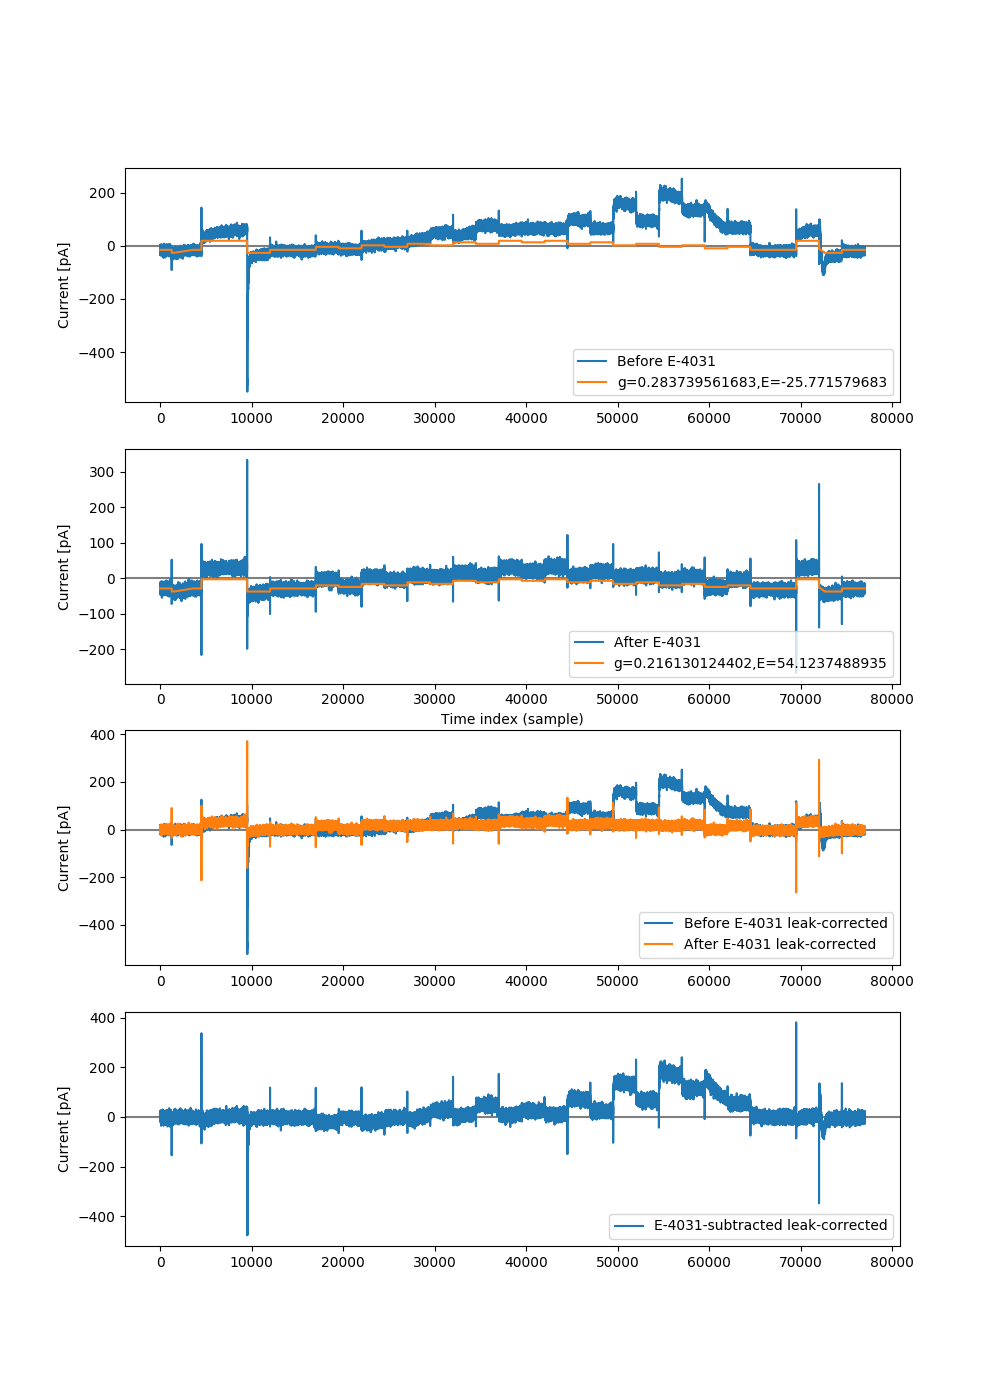 200
0
−200
−400
Current [pA]
Before E-4031
g=0.283739561683,E=-25.771579683
0 10000 20000 30000 40000 50000 60000 70000 80000
300
200
100
0
−100
−200
Current [pA]
After E-4031
g=0.216130124402,E=54.1237488935
0 10000 20000 30000 40000 50000 60000 70000 80000
Time index (sample)
400
200
0
−200
−400
Current [pA]
Before E-4031 leak-corrected
After E-4031 leak-corrected
0 10000 20000 30000 40000 50000 60000 70000 80000
400
200
0
−200
−400
Current [pA]
E-4031-subtracted leak-corrected
0 10000 20000 30000 40000 50000 60000 70000 80000